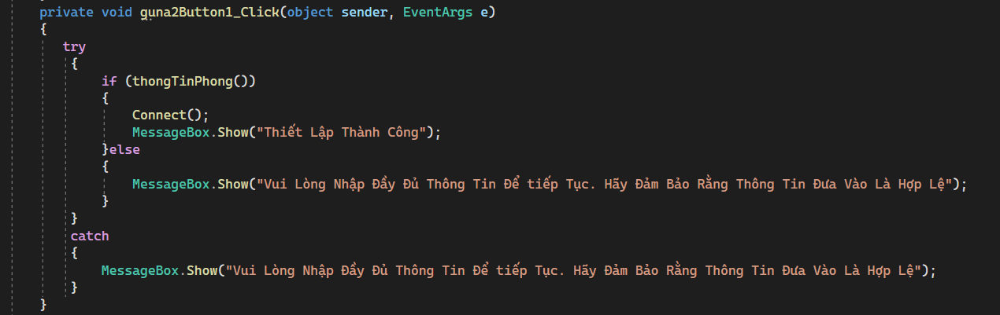 private void guna2Button1_Click(object sender, EventArgs e)
{
try
{
if (thongTinPhong())
{
Connect();
MessageBox.Show("Thiết Lập Thành Công");
}else
{
MessageBox.Show("Vui Lòng Nhập Đầy Đủ Thông Tin Để tiếp Tục. Hãy Đảm Bảo Rằng Thông Tin Đưa Vào Là Hợp Lệ");
}
}
catch
{
MessageBox.Show("Vui Lòng Nhập Đầy Đủ Thông Tin Để tiếp Tục. Hãy Đảm Bảo Rằng Thông Tin Đưa Vào Là Hợp Lệ");
}
}